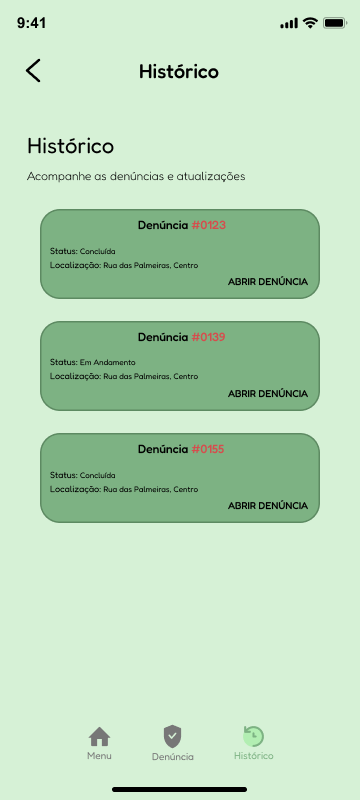 9:41
Histórico
Histórico
Acompanhe as denúncias e atualizações
Denúncia #0123
Status: Concluída
Localização: Rua das Palmeiras, Centro
ABRIR DENÚNCIA
Denúncia #0139
Status: Em Andamento
Localização: Rua das Palmeiras, Centro
ABRIR DENÚNCIA
Denúncia #0155
Status: Concluída
Localização: Rua das Palmeiras, Centro
ABRIR DENÚNCIA
Menu
Denúncia
Histórico